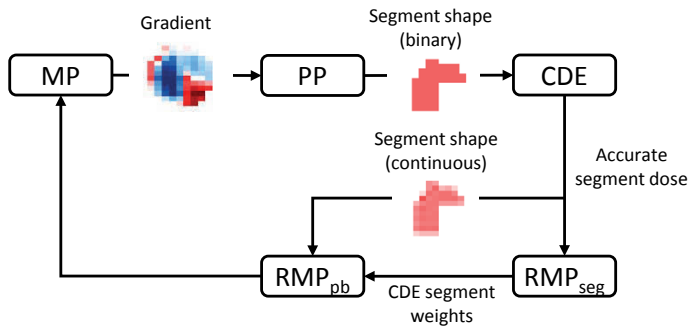 Gradient
Segment shape
(binary)
MP
PP
CDE
Segment shape
(continuous)
Accurate
segment dose
RMPpb
CDE segment
weights
RMPseg